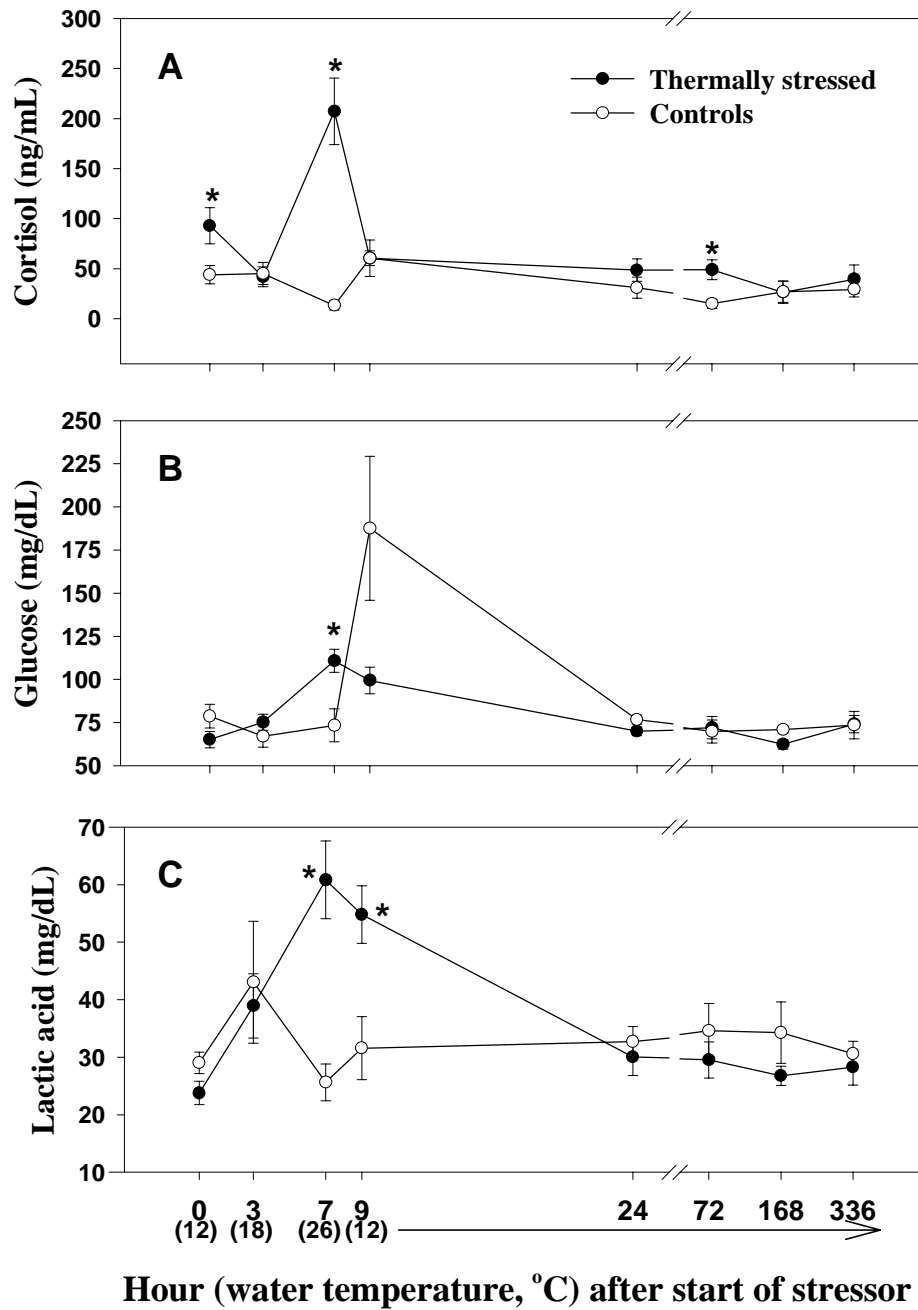 300
250
200
150
100
50
0
Cortisol (ng/mL)
A
*
*
*
Thermally stressed
Controls
250
225
200
175
150
125
100
75
50
Glucose (mg/dL)
B
*
70
60
50
40
30
20
10
Lactic acid (mg/dL)
C
*
*
0 3 7 9 24 72 168 336
(12) (18) (26) (12)
Hour (water temperature, °C) after start of stressor